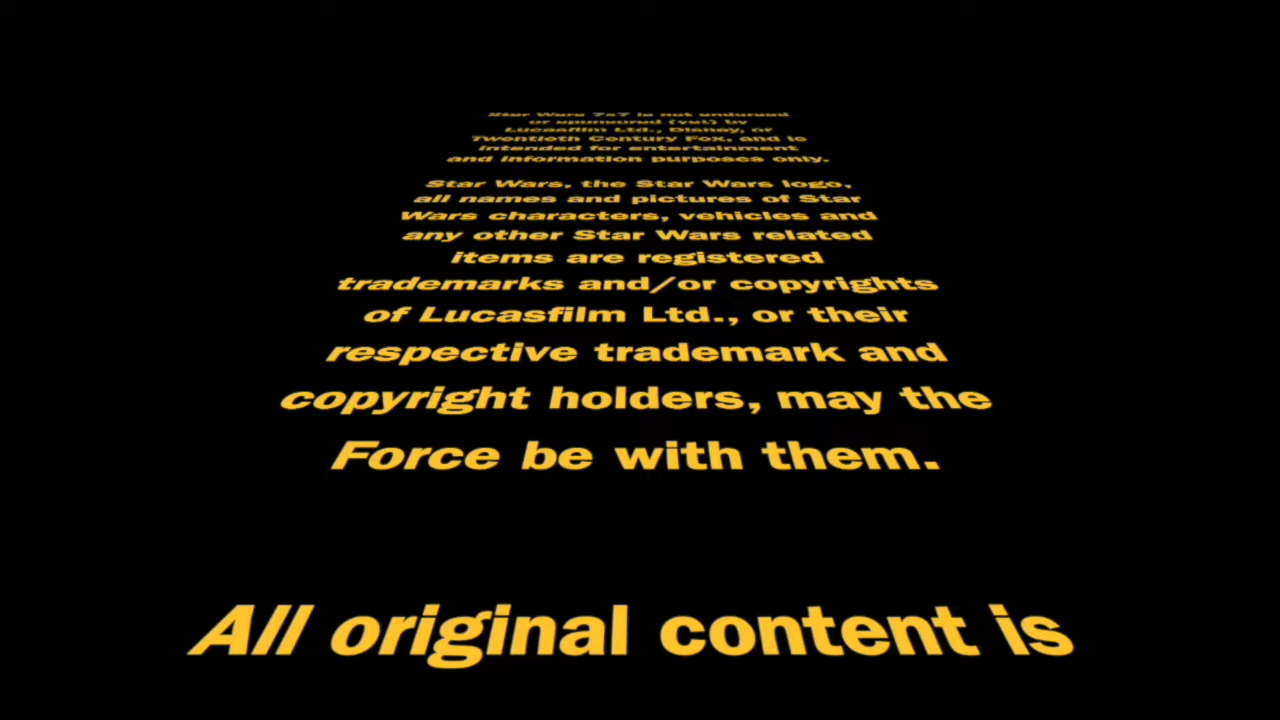 Star Wars 7x7 is not endorsed
or sponsored (yet) by
Lucasfilm Ltd., Disney, or
Twentieth Century Fox, and is
intended for entertainment
and information purposes only.
Star Wars, the Star Wars logo,
all names and pictures of Star
Wars characters, vehicles and
any other Star Wars related
items are registered
trademarks and/or copyrights
of Lucasfilm Ltd., or their
respective trademark and
copyright holders, may the
Force be with them.
All original content is